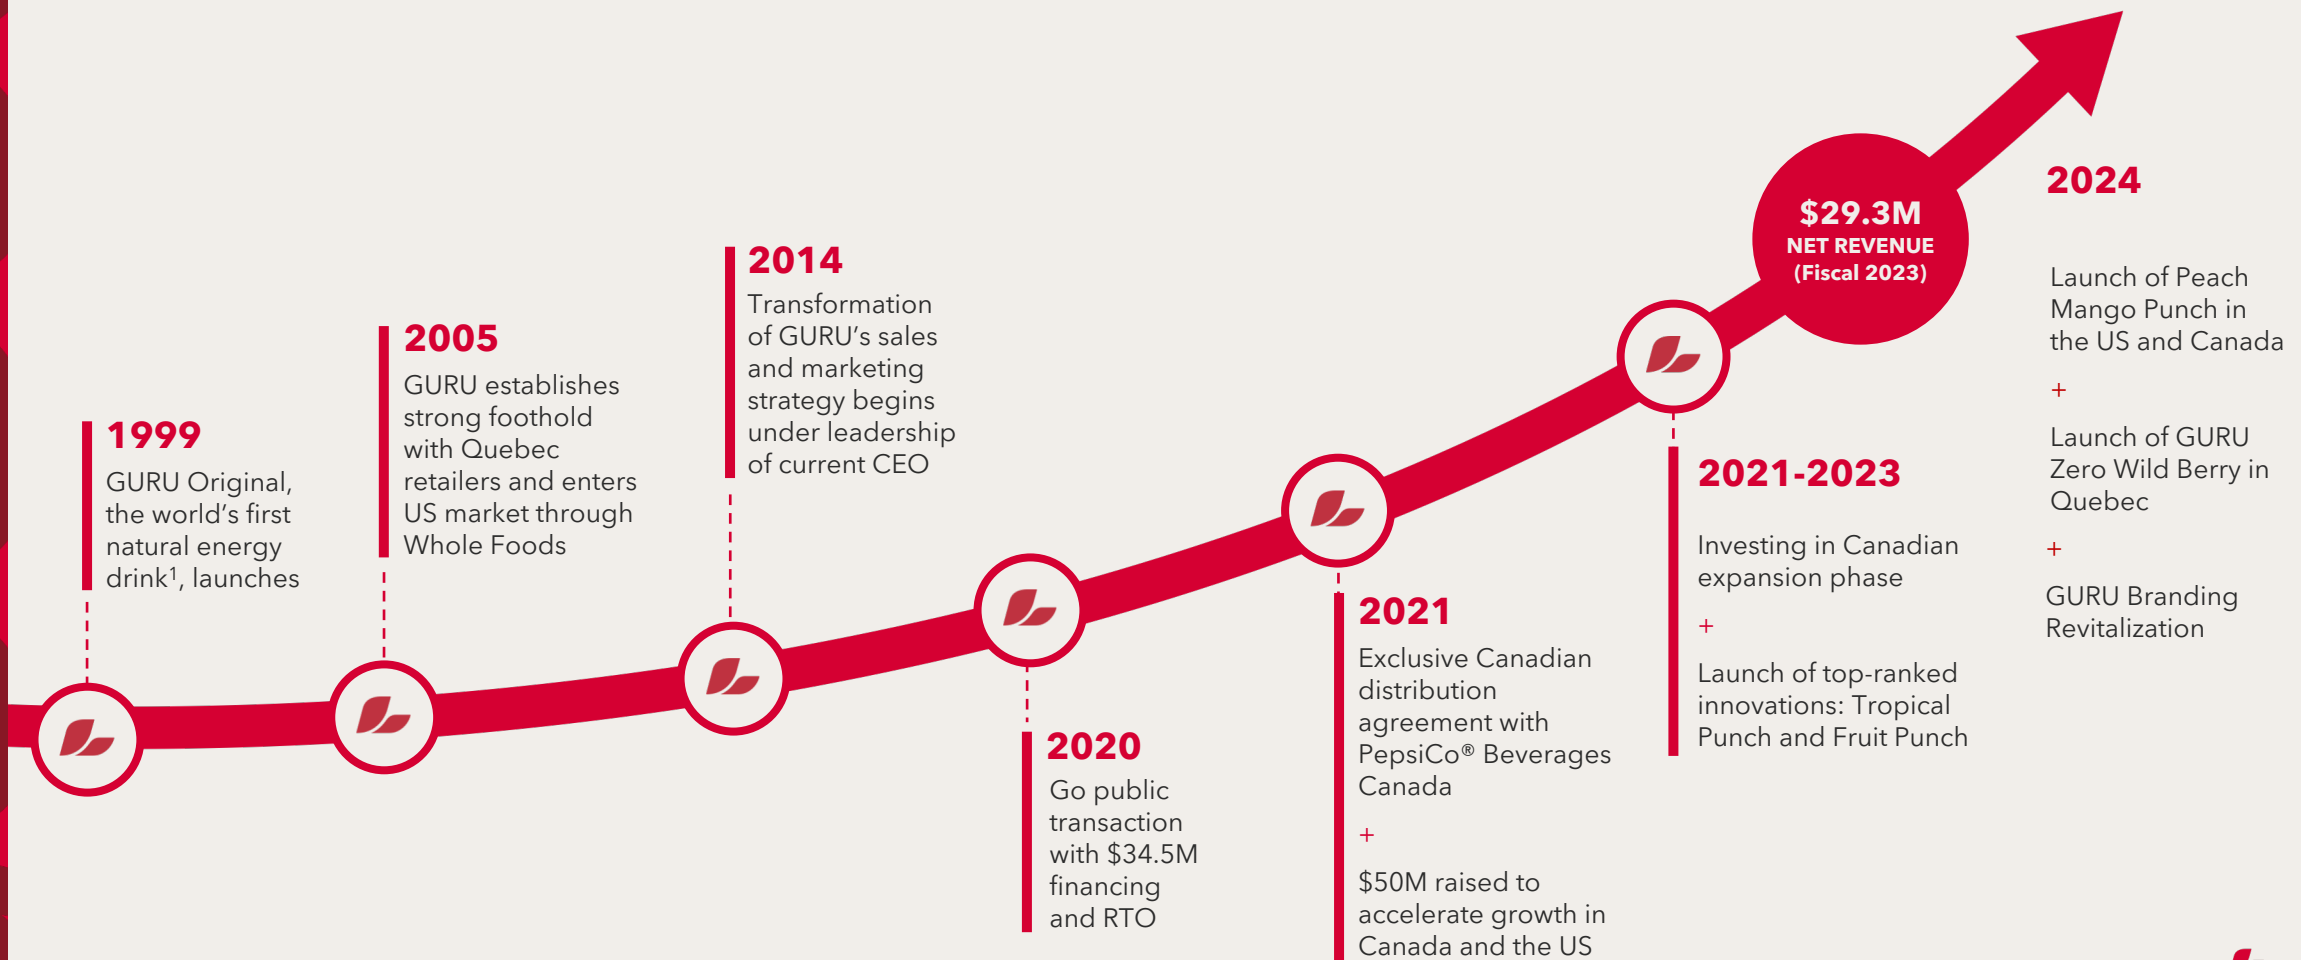 1999
GURU Original,
the world's first
natural energy
drink¹, launches
2005
GURU establishes
strong foothold
with Quebec
retailers and enters
US market through
Whole Foods
2014
Transformation
of GURU's sales
and marketing
strategy begins
under leadership
of current CEO
2020
Go public
transaction
with $34.5M
financing
and RTO
2021
Exclusive Canadian
distribution
agreement with
PepsiCo® Beverages
Canada
+
$50M raised to
accelerate growth in
Canada and the US
2021-2023
Investing in Canadian
expansion phase
+
Launch of top-ranked
innovations: Tropical
Punch and Fruit Punch
$29.3M
NET REVENUE
(Fiscal 2023)
2024
Launch of Peach
Mango Punch in
the US and Canada
+
Launch of GURU
Zero Wild Berry in
Quebec
+
GURU Branding
Revitalization